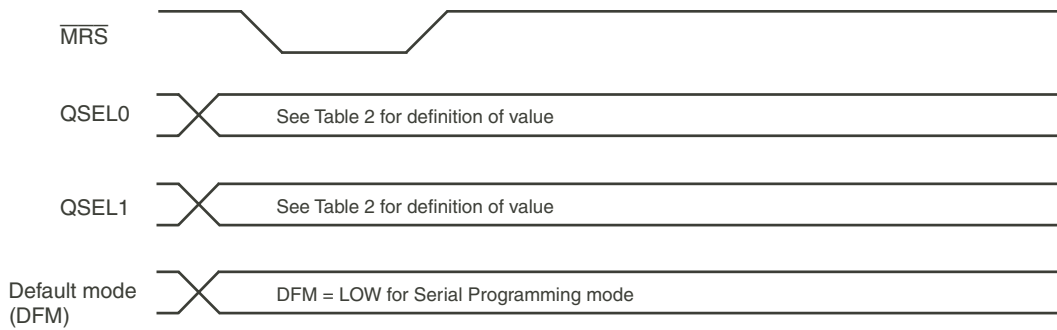 MRS
QSEL0
See Table 2 for definition of value
QSEL1
See Table 2 for definition of value
Default mode
(DFM)
DFM = LOW for Serial Programming mode